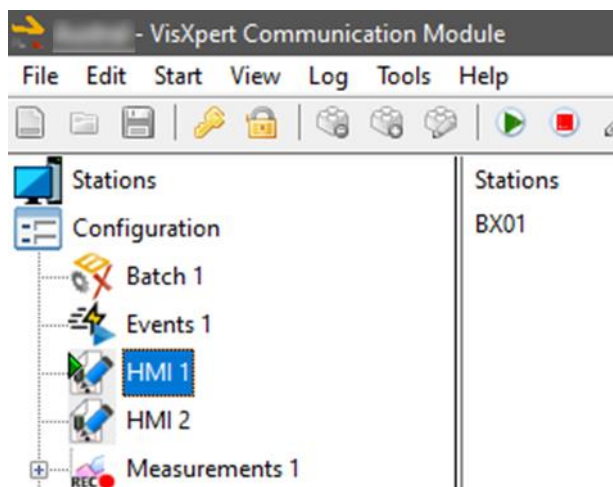 - VisXpert Communication Module
File Edit Start View Log Tools Help
Stations
Configuration
Batch 1
Events 1
HMI 1
HMI 2
REC Measurements 1
Stations
BX01